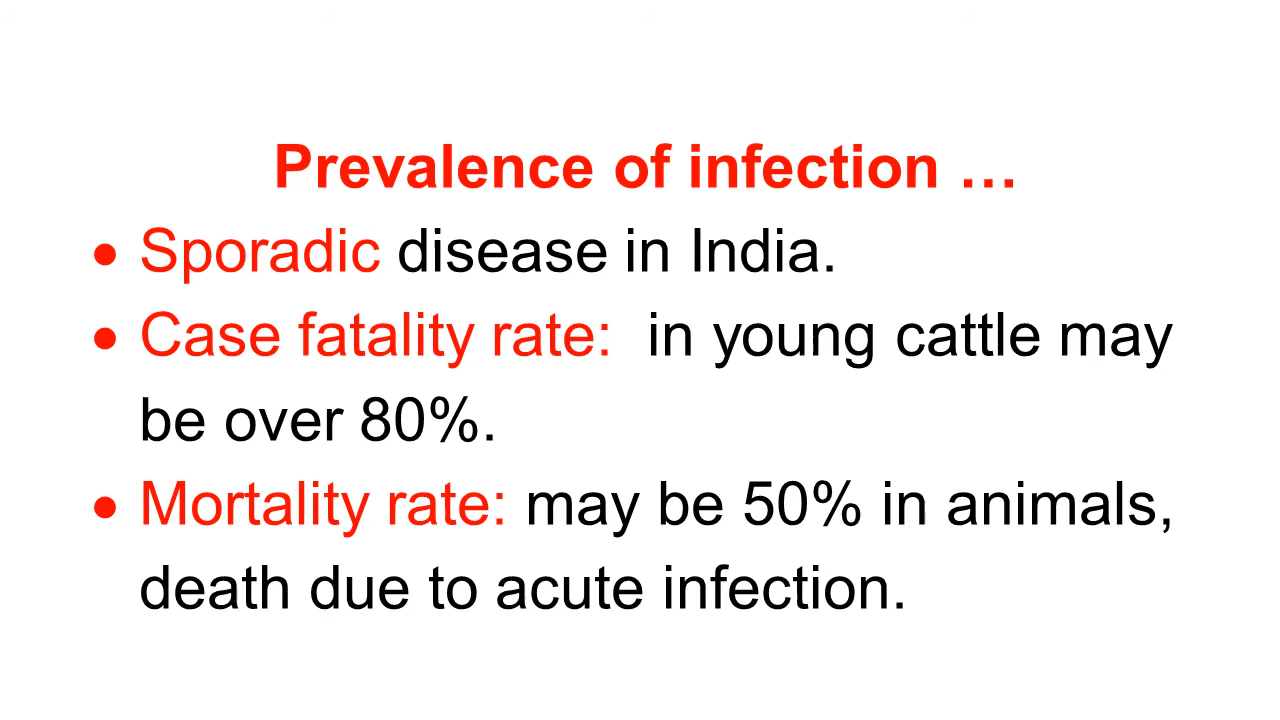 Prevalence of infection …
• Sporadic disease in India.
• Case fatality rate:  in young cattle may
be over 80%.
• Mortality rate: may be 50% in animals,
death due to acute infection.